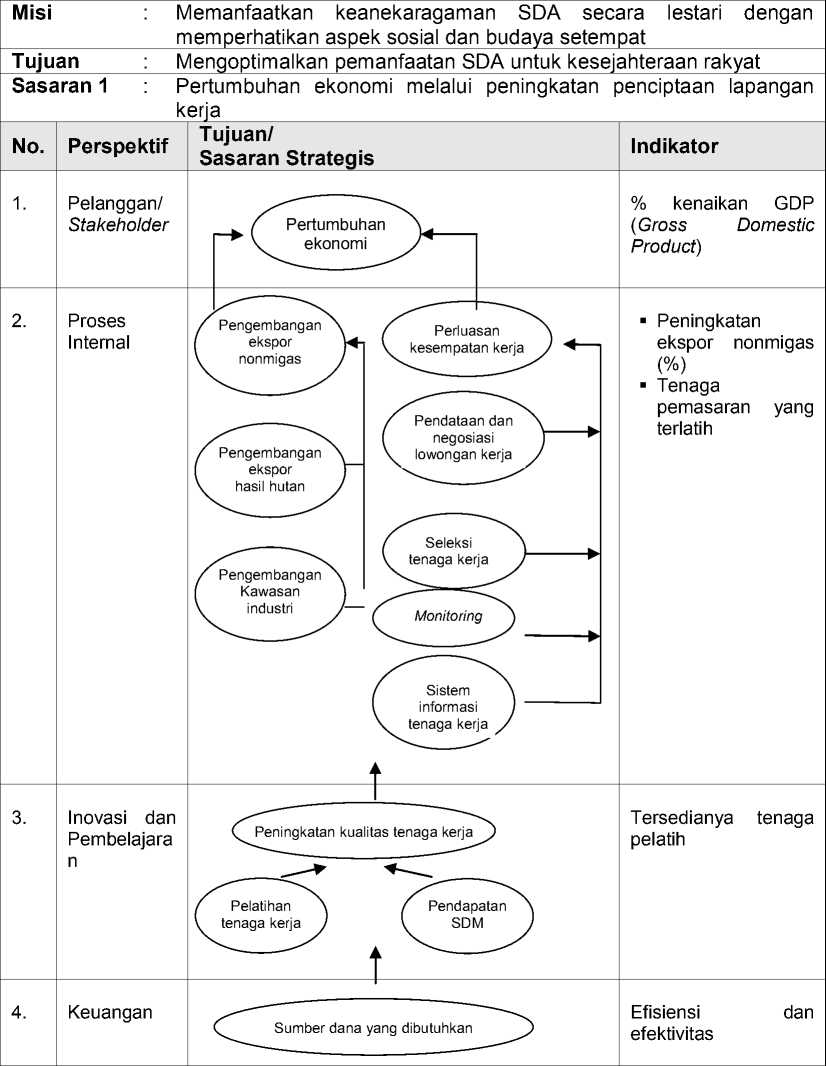 Misi : Memanfaatkan keanekaragaman SDA secara lestari dengan
memperhatikan aspek sosial dan budaya setempat
Tujuan : Mengoptimalkan pemanfaatan SDA untuk kesejahteraan rakyat
Sasaran 1 : Pertumbuhan ekonomi melalui peningkatan penciptaan lapangan
kerja
No. Perspektif Tujuan/
Sasaran Strategis Indikator
1. Pelanggan/
Stakeholder
Pertumbuhan
ekonomi
% kenaikan GDP
(Gross Domestic
Product)
2. Proses
Internal
Pengembangan
ekspor
nonmigas
Perluasan
kesempatan kerja
Pendataan dan
negosiasi
lowongan kerja
Pengembangan
ekspor
hasil hutan
Seleksi
tenaga kerja
Pengembangan
Kawasan
industri
Monitoring
Sistem
informasi
tenaga kerja
▪ Peningkatan
ekspor nonmigas
(%)
▪ Tenaga
pemasaran yang
terlatih
3. Inovasi dan
Pembelajara
n
Peningkatan kualitas tenaga kerja
Pelatihan
tenaga kerja
Pendapatan
SDM
Tersedianya tenaga
pelatih
4. Keuangan
Sumber dana yang dibutuhkan
Efisiensi dan
efektivitas